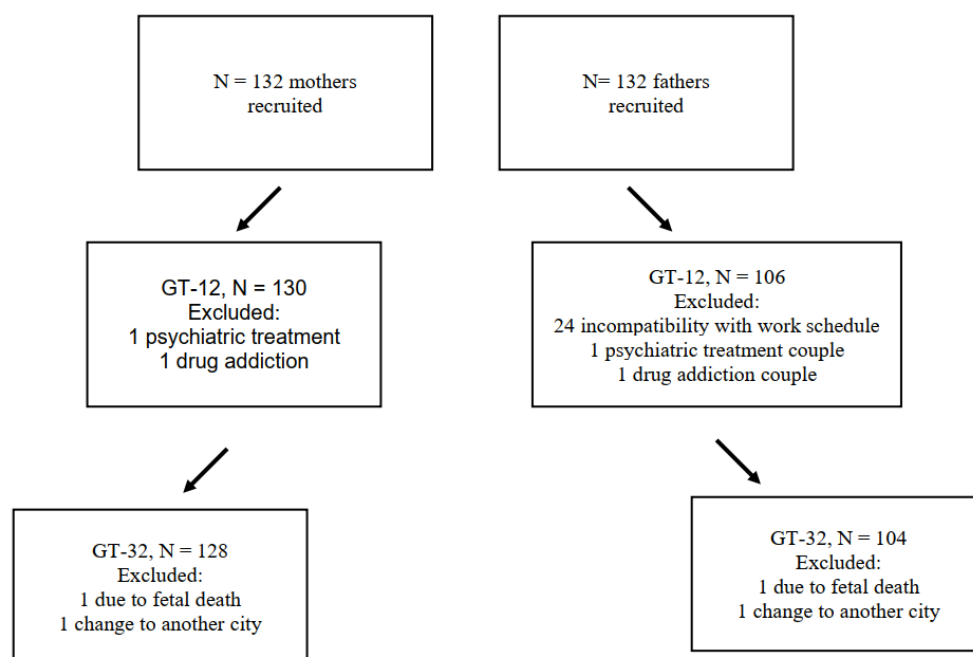 N = 132 mothers
recruited
N= 132 fathers
recruited
GT-12, N = 130
Excluded:
1 psychiatric treatment
1 drug addiction
GT-12, N = 106
Excluded:
24 incompatibility with work schedule
1 psychiatric treatment couple
1 drug addiction couple
GT-32, N = 128
Excluded:
1 due to fetal death
1 change to another city
GT-32, N = 104
Excluded:
1 due to fetal death
1 change to another city